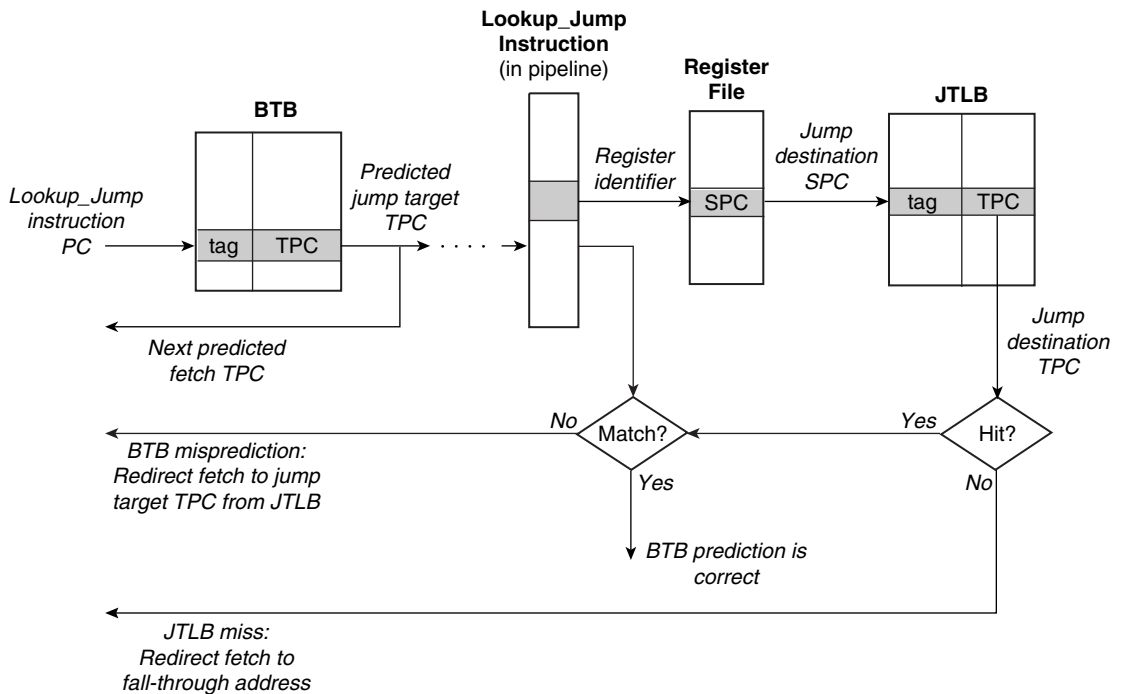 Lookup_Jump
Instruction
(in pipeline)
Register
File
JTLB
BTB
Lookup_Jump
instruction
PC
tag
TPC
Predicted
jump target
TPC
Register
identifier
SPC
Jump
destination
SPC
tag
TPC
Next predicted
fetch TPC
Jump
destination
TPC
No
Match?
Yes
Hit?
BTB misprediction:
Redirect fetch to jump
target TPC from JTLB
Yes
No
BTB prediction is
correct
JTLB miss:
Redirect fetch to
fall-through address